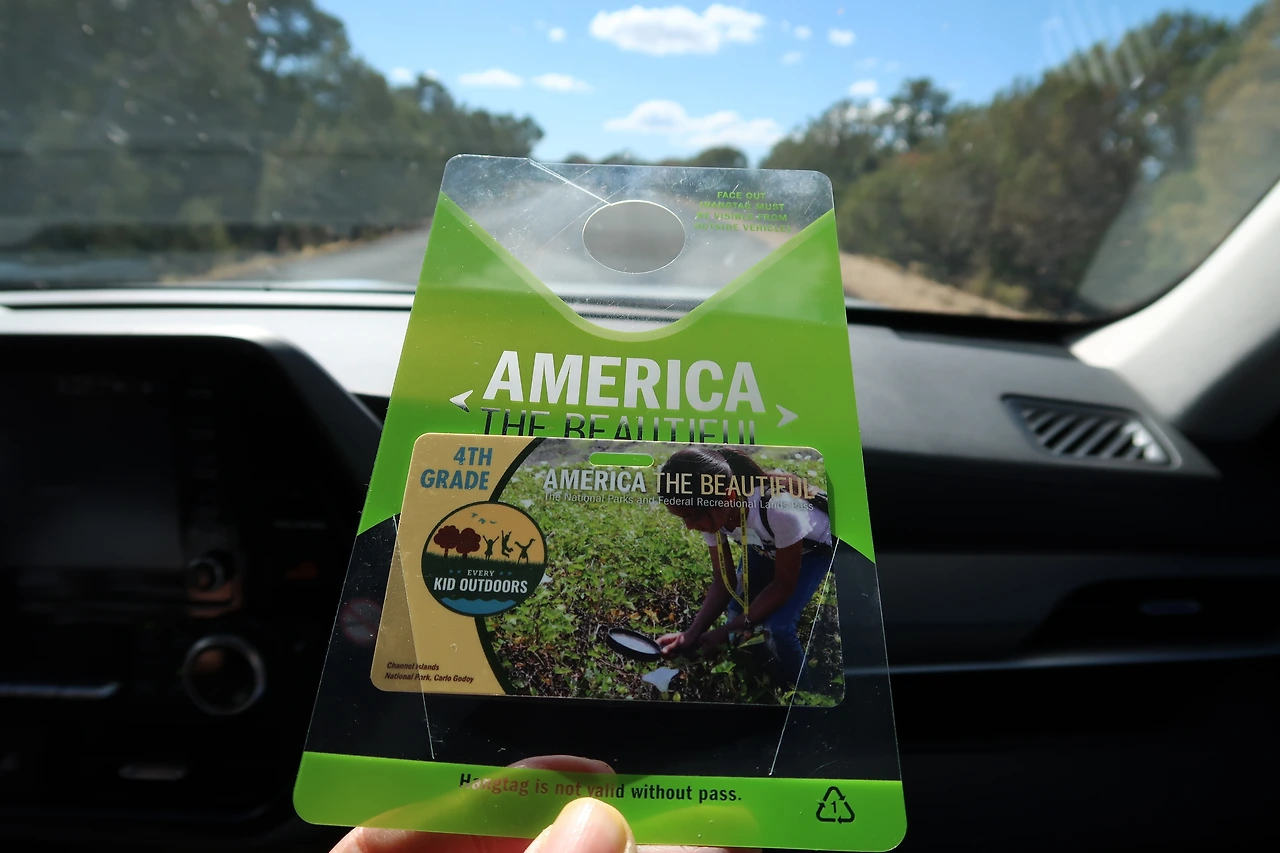 FACE OUT
HANGTAG MUST
BE VISIBLE FROM
OUTSIDE VEHICLE
AMERICA
THE BEAUTIFUL
4TH
GRADE
AMERICA THE BEAUTIFUL
The National Parks and Federal Recreational Lands Pass
EVERY
KID OUTDOORS
Channel Islands
National Park, Carlo Godoy
Hangtag is not valid without pass.
1